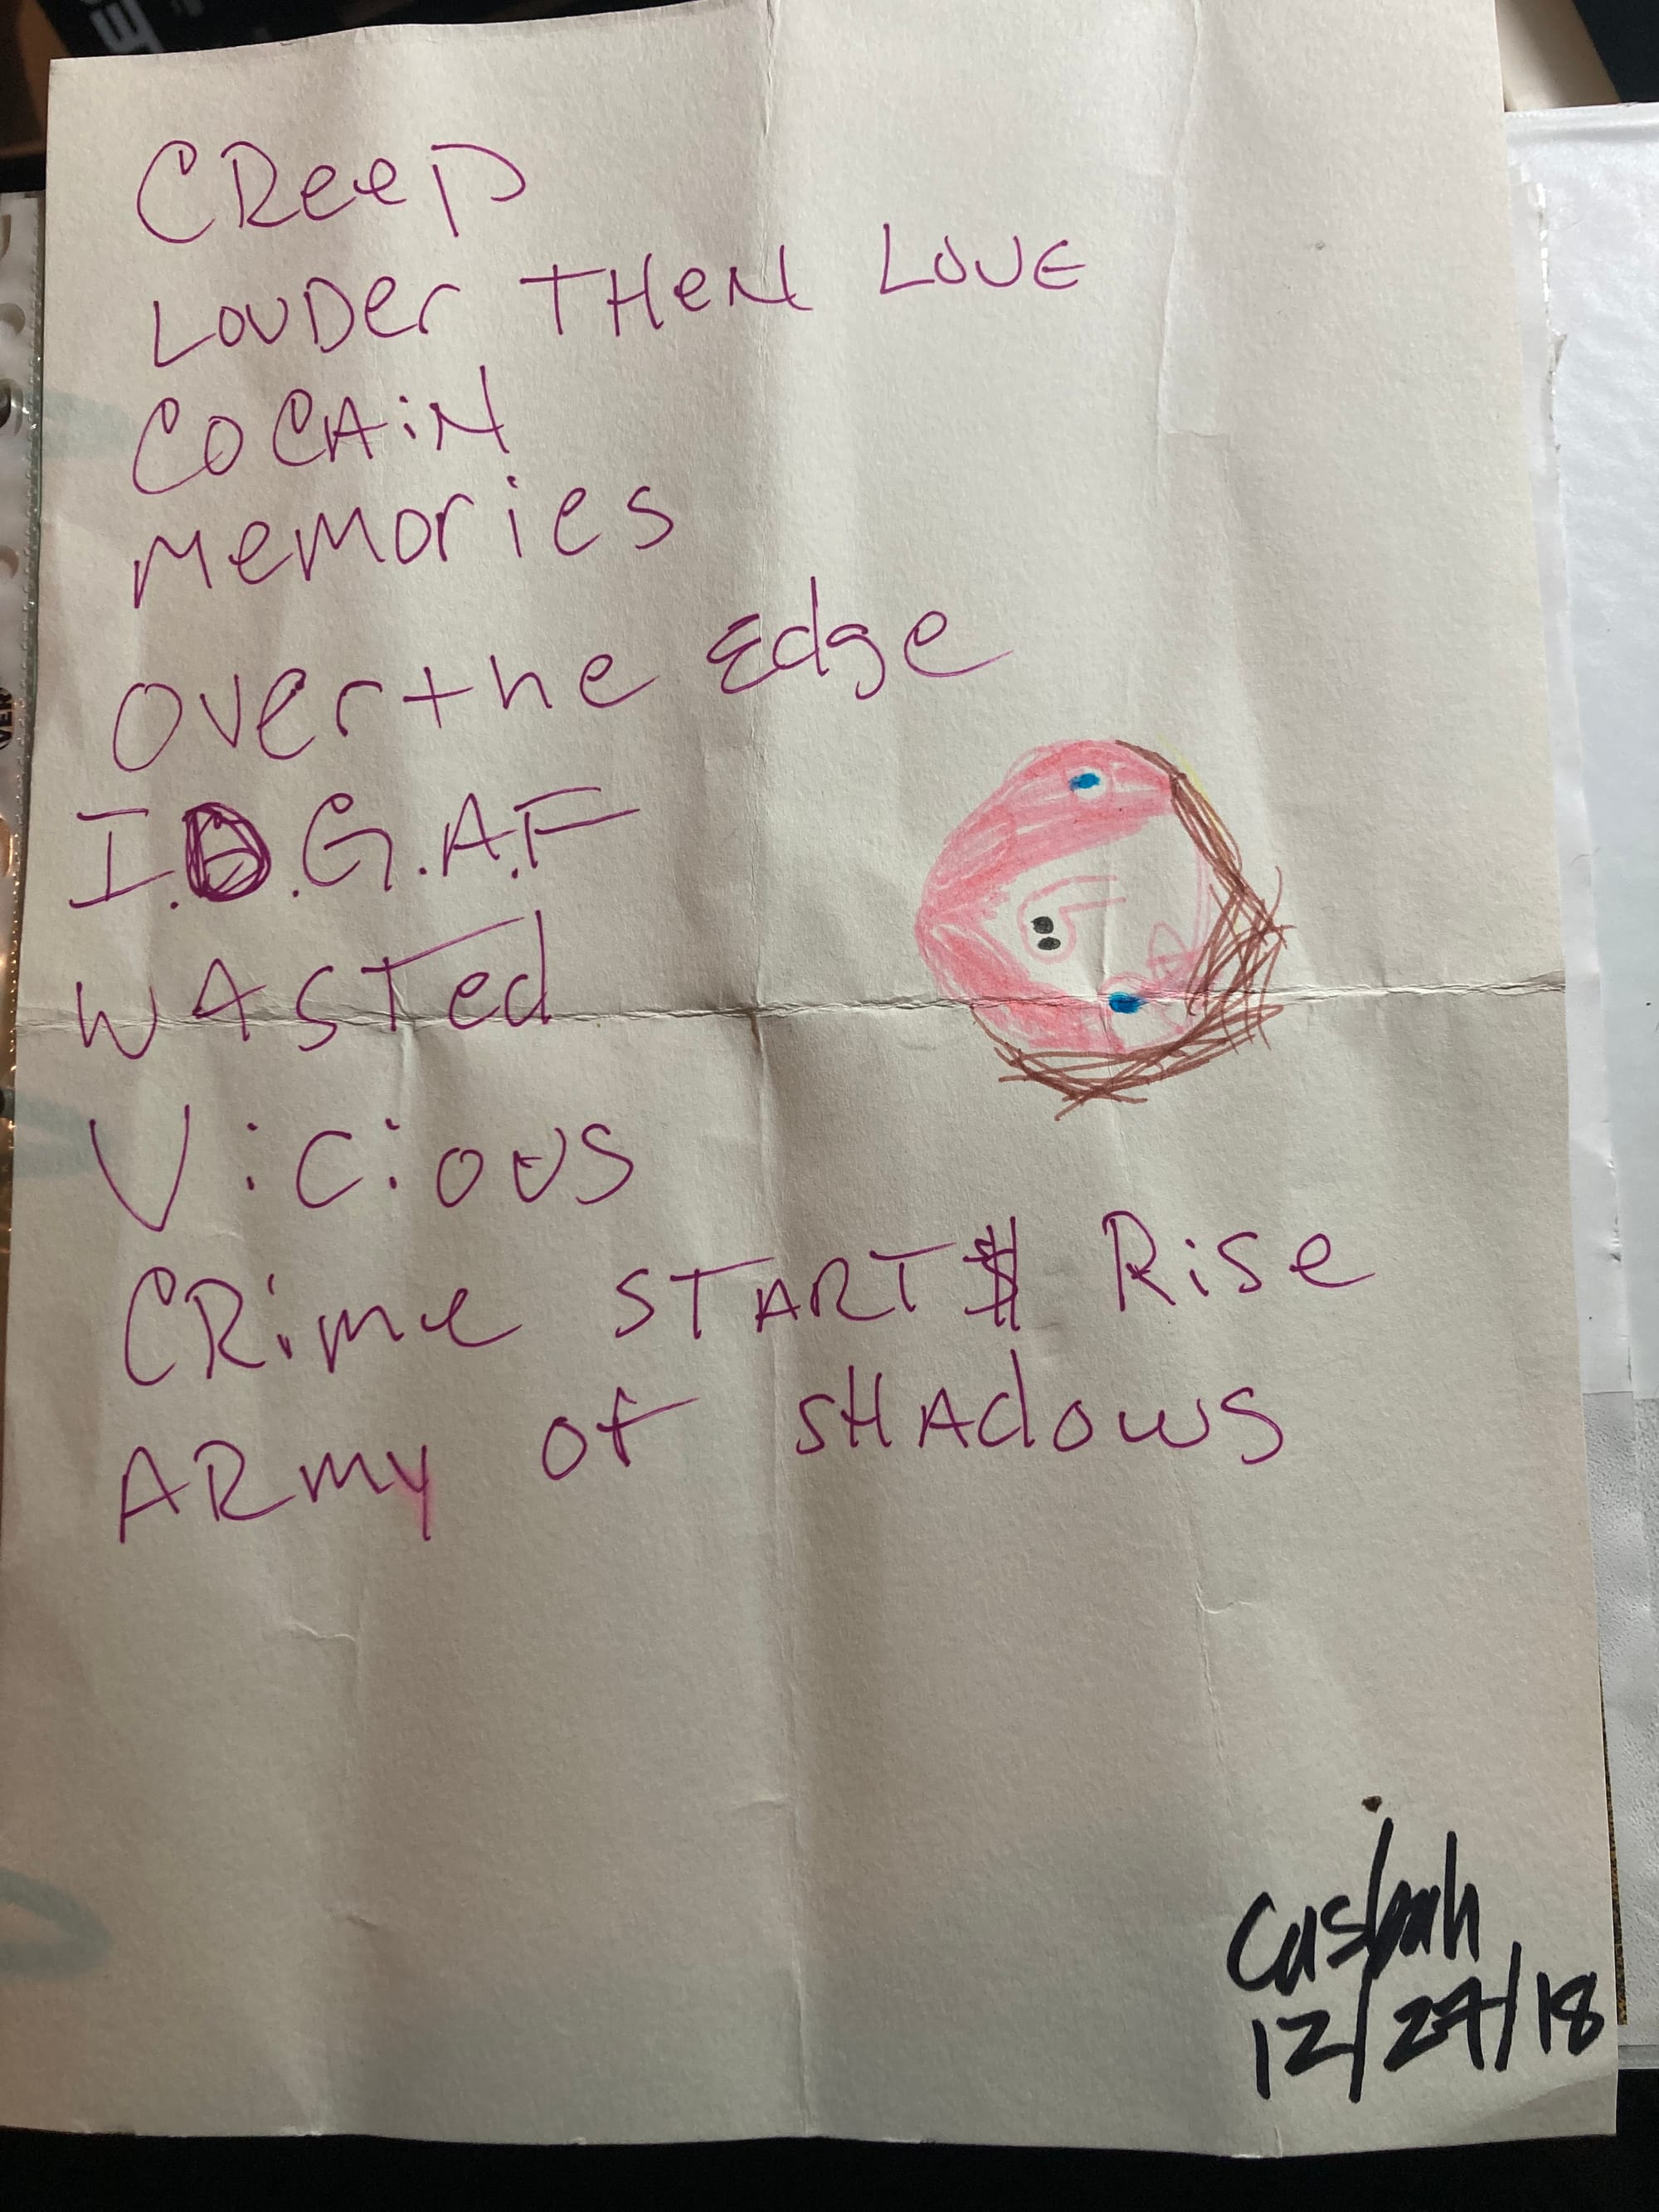 CReeP
LOUDer THeN LOVE
COCAiN
Memories
Over the Edge
I.D.G.A.F
WASTed
Vicious
CRime START$ Rise
ARmy of SHAdows
Casbah
12/27/18